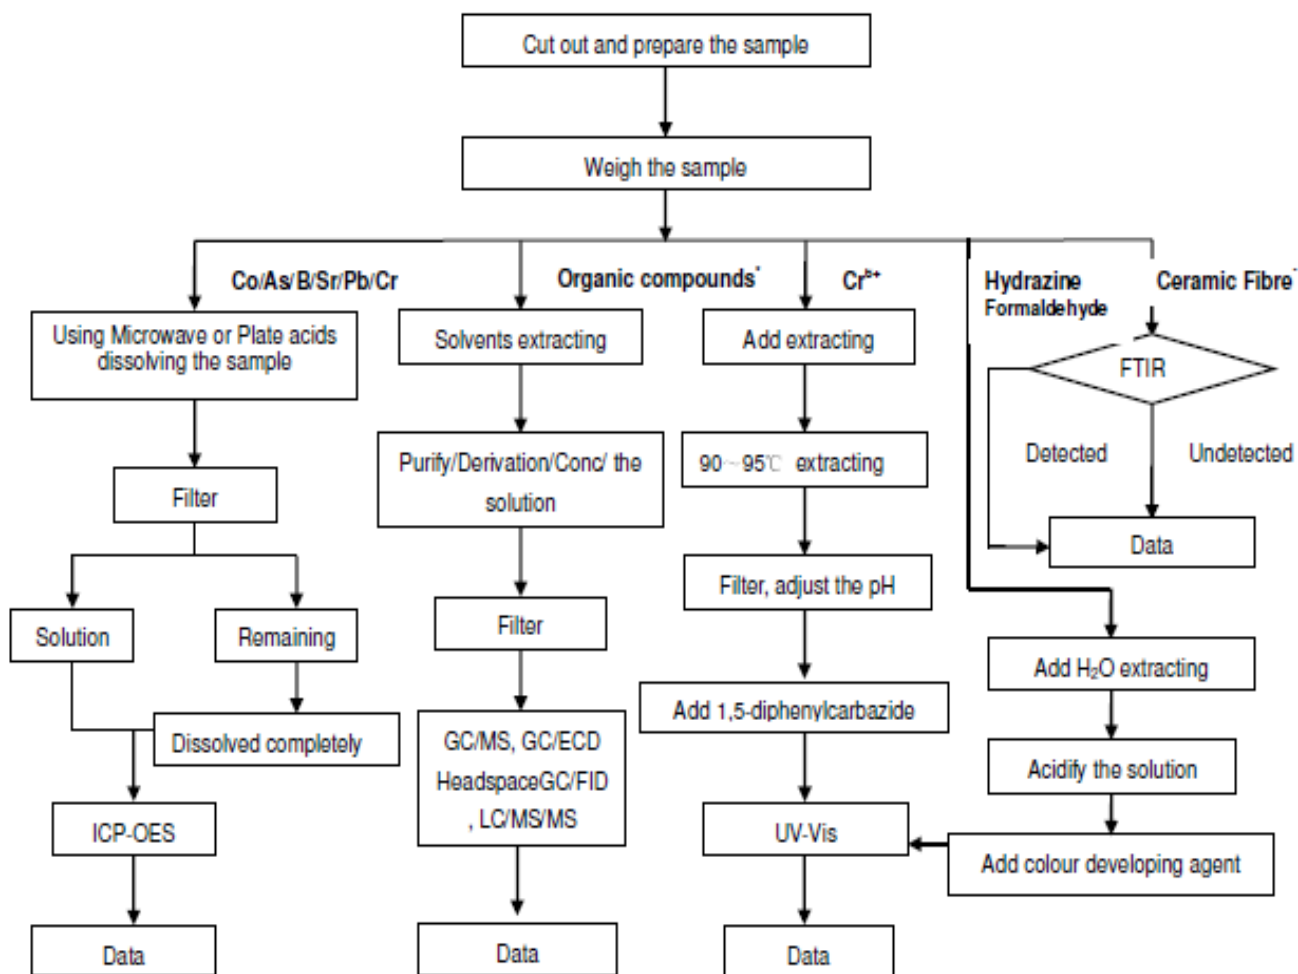 Cut out and prepare the sample
Weigh the sample
Co/As/B/Sr/Pb/Cr
Organic compounds*
Cr⁶⁺
Hydrazine
Formaldehyde
Ceramic Fibre*
Using Microwave or Plate acids
dissolving the sample
Solvents extracting
Add extracting
FTIR
Detected
Undetected
Data
Filter
Purify/Derivation/Conc/ the
solution
90~95℃ extracting
Solution
Remaining
Filter
Filter, adjust the pH
Add H₂O extracting
Dissolved completely
GC/MS, GC/ECD
HeadspaceGC/FID
, LC/MS/MS
Add 1,5-diphenylcarbazide
Acidify the solution
ICP-OES
UV-Vis
Add colour developing agent
Data
Data
Data